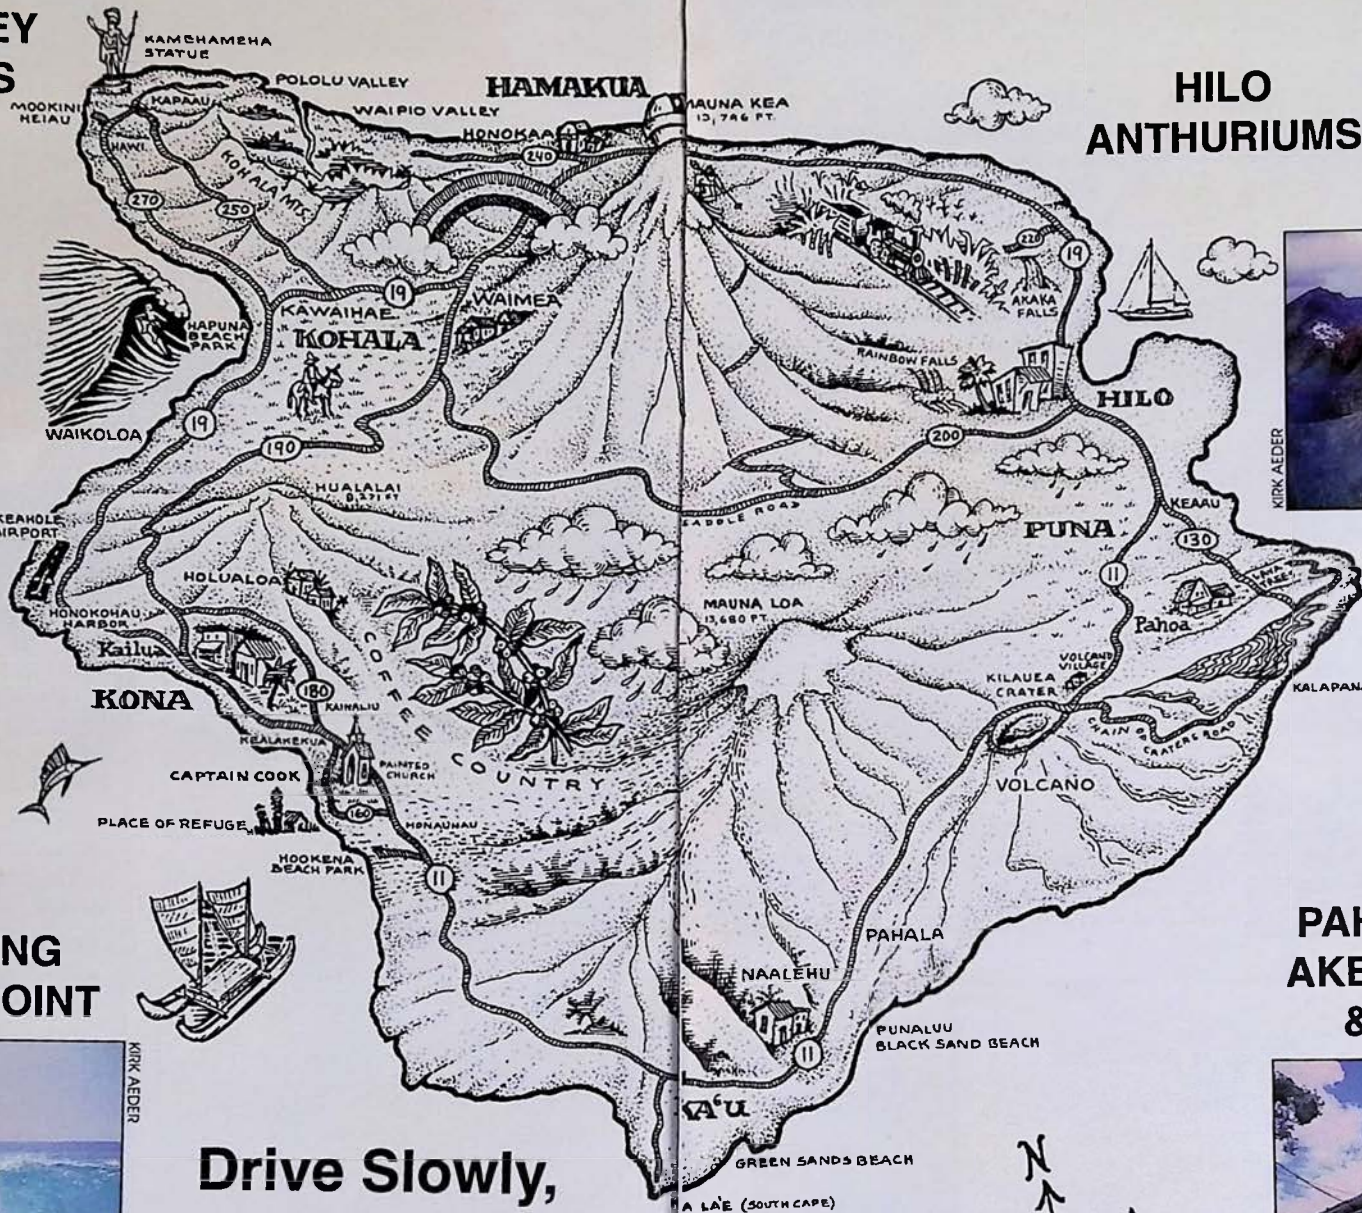 EY
S
KAMEHAMEHA
STATUE
POLOLU VALLEY
MOOKINI
HEIAU
KAPAAU
WAIPIO VALLEY
HAMAKUA
HONOKAA
MAUNA KEA
13,796 FT.
HILO
ANTHURIUMS
HAWI
KOHALA MTS.
240
270
250
220
19
AKAKA
FALLS
19
WAIMEA
KAWAIHAE
KOHALA
HAPUNA
BEACH
PARK
RAINBOW FALLS
HILO
WAIKOLOA
19
190
200
KIRK AEDER
HUALALAI
8,271 FT
SADDLE ROAD
KEAAU
PUNA
130
KEAHOLE
AIRPORT
HOLUALOA
MAUNA LOA
13,680 FT.
11
LAVA
TREE
HONOKOHAU
HARBOR
Pahoa
Kailua
KONA
COFFEE COUNTRY
VOLCANO
VILLAGE
KILAUEA
CRATER
KALAPANA
180
KAINALIU
KEALAKEKUA
CHAIN OF
CRATERS ROAD
CAPTAIN COOK
PAINTED
CHURCH
VOLCANO
PLACE OF REFUGE
160
HONAUNAU
HOOKENA
BEACH PARK
11
PAHALA
NG
OINT
PAH
AKE
&
NAALEHU
PUNALUU
BLACK SAND BEACH
11
KIRK AEDER
KA'U
Drive Slowly,
GREEN SANDS BEACH
N
A LA'E (SOUTH CAPE)